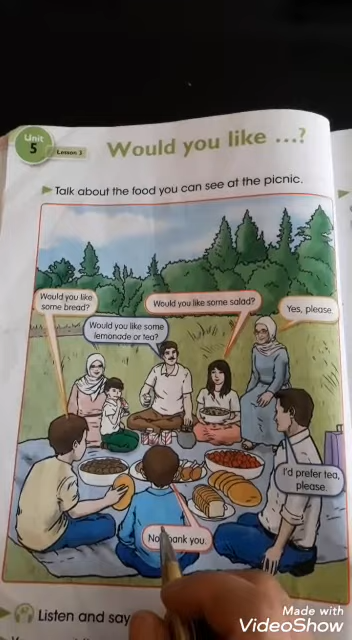 Unit
5
Lesson 3
Would you like ...?
Talk about the food you can see at the picnic.
Would you like
some bread?
Would you like some
lemonade or tea?
Would you like some salad?
Yes, please.
I'd prefer tea,
please.
No thank you.
Listen and say
Made with
VideoShow